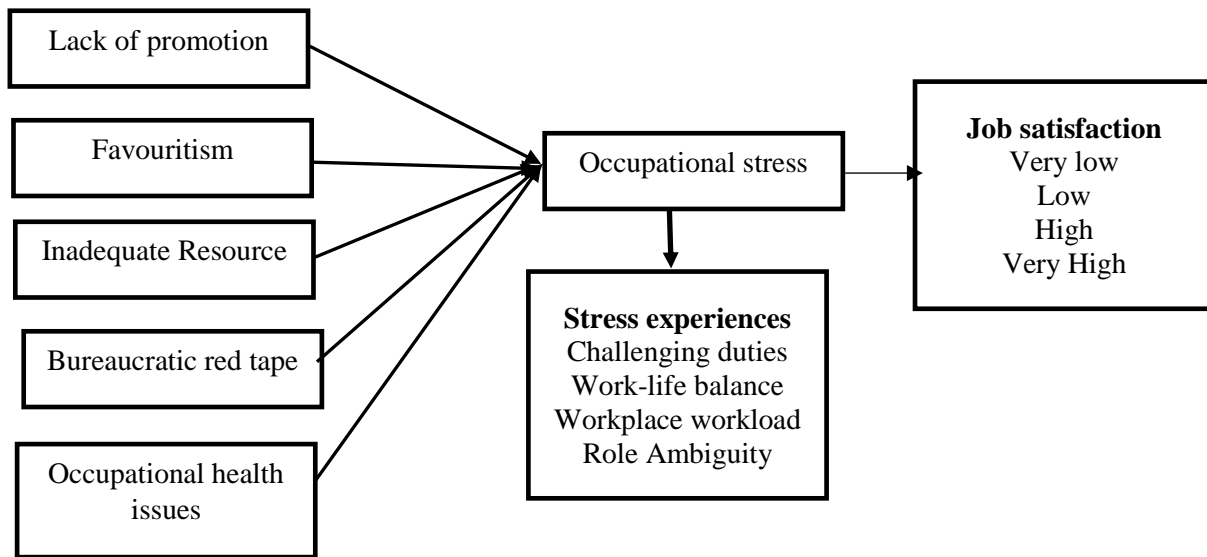 Lack of promotion
Favouritism
Inadequate Resource
Bureaucratic red tape
Occupational health
issues
Occupational stress
Stress experiences
Challenging duties
Work-life balance
Workplace workload
Role Ambiguity
Job satisfaction
Very low
Low
High
Very High